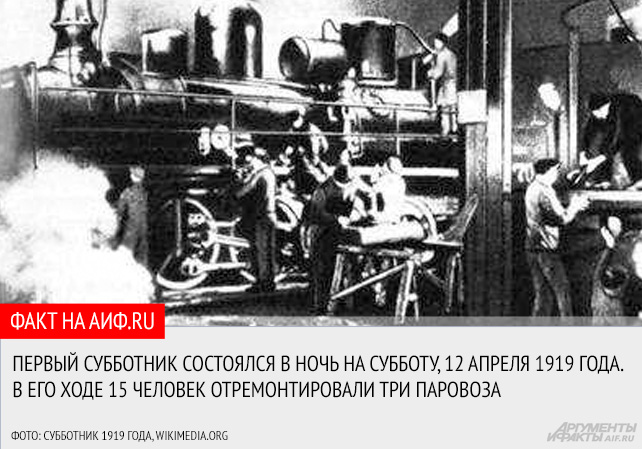 ФАКТ НА АИФ.RU
ПЕРВЫЙ СУББОТНИК СОСТОЯЛСЯ В НОЧЬ НА СУББОТУ, 12 АПРЕЛЯ 1919 ГОДА.
В ЕГО ХОДЕ 15 ЧЕЛОВЕК ОТРЕМОНТИРОВАЛИ ТРИ ПАРОВОЗА
ФОТО: СУББОТНИК 1919 ГОДА, WIKIMEDIA.ORG
АРГУМЕНТЫ
И ФАКТЫ AIF.RU